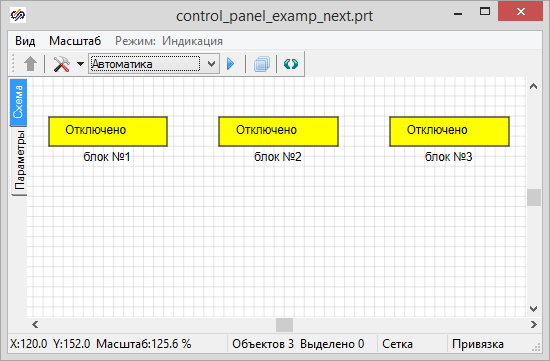 control_panel_examp_next.prt
Вид Масштаб Режим: Индикация
Автоматика
Схема
Параметры
Отключено Отключено Отключено
блок №1 блок №2 блок №3
X:120.0 Y:152.0 Масштаб:125.6 % Объектов 3 Выделено 0 Сетка Привязка